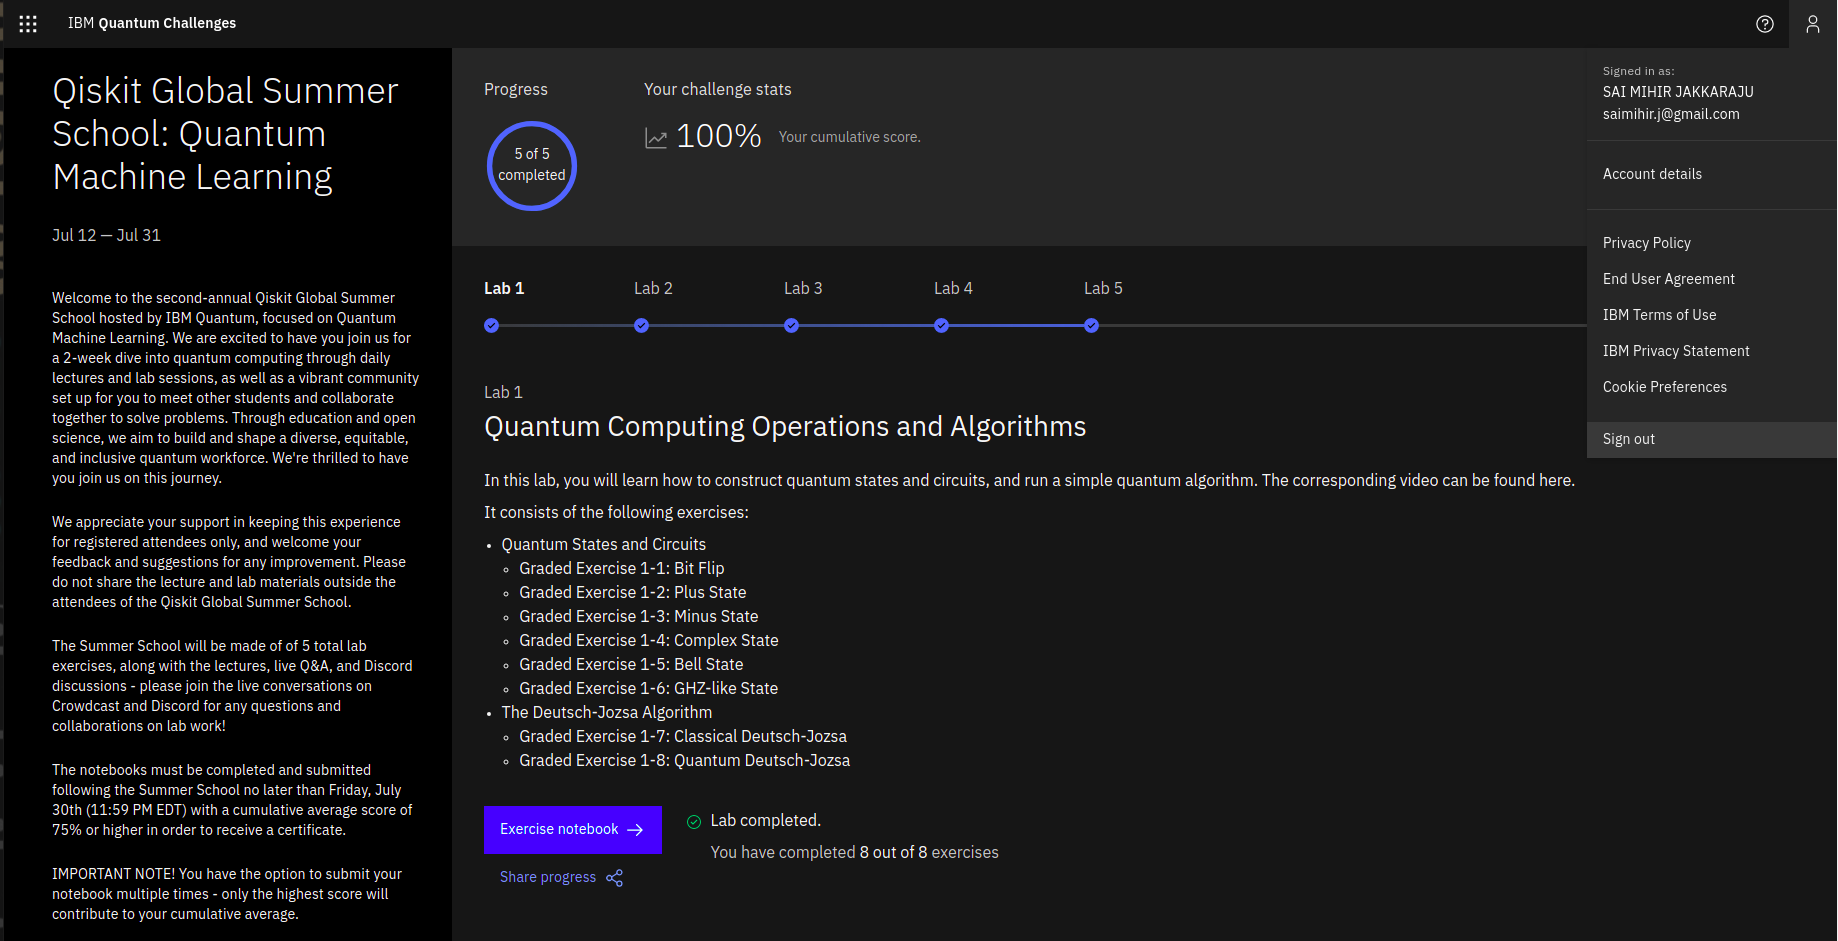 IBM Quantum Challenges
Qiskit Global Summer
School: Quantum
Machine Learning
Jul 12 — Jul 31
Welcome to the second-annual Qiskit Global Summer
School hosted by IBM Quantum, focused on Quantum
Machine Learning. We are excited to have you join us for
a 2-week dive into quantum computing through daily
lectures and lab sessions, as well as a vibrant community
set up for you to meet other students and collaborate
together to solve problems. Through education and open
science, we aim to build and shape a diverse, equitable,
and inclusive quantum workforce. We're thrilled to have
you join us on this journey.
We appreciate your support in keeping this experience
for registered attendees only, and welcome your
feedback and suggestions for any improvement. Please
do not share the lecture and lab materials outside the
attendees of the Qiskit Global Summer School.
The Summer School will be made of of 5 total lab
exercises, along with the lectures, live Q&A, and Discord
discussions - please join the live conversations on
Crowdcast and Discord for any questions and
collaborations on lab work!
The notebooks must be completed and submitted
following the Summer School no later than Friday, July
30th (11:59 PM EDT) with a cumulative average score of
75% or higher in order to receive a certificate.
IMPORTANT NOTE! You have the option to submit your
notebook multiple times - only the highest score will
contribute to your cumulative average.
Progress
5 of 5
completed
Your challenge stats
100% Your cumulative score.
Lab 1 Lab 2 Lab 3 Lab 4 Lab 5
Lab 1
Quantum Computing Operations and Algorithms
In this lab, you will learn how to construct quantum states and circuits, and run a simple quantum algorithm. The corresponding video can be found here.
It consists of the following exercises:
• Quantum States and Circuits
◦ Graded Exercise 1-1: Bit Flip
◦ Graded Exercise 1-2: Plus State
◦ Graded Exercise 1-3: Minus State
◦ Graded Exercise 1-4: Complex State
◦ Graded Exercise 1-5: Bell State
◦ Graded Exercise 1-6: GHZ-like State
• The Deutsch-Jozsa Algorithm
◦ Graded Exercise 1-7: Classical Deutsch-Jozsa
◦ Graded Exercise 1-8: Quantum Deutsch-Jozsa
Exercise notebook →
Lab completed.
You have completed 8 out of 8 exercises
Share progress
Signed in as:
SAI MIHIR JAKKARAJU
saimihir.j@gmail.com
Account details
Privacy Policy
End User Agreement
IBM Terms of Use
IBM Privacy Statement
Cookie Preferences
Sign out